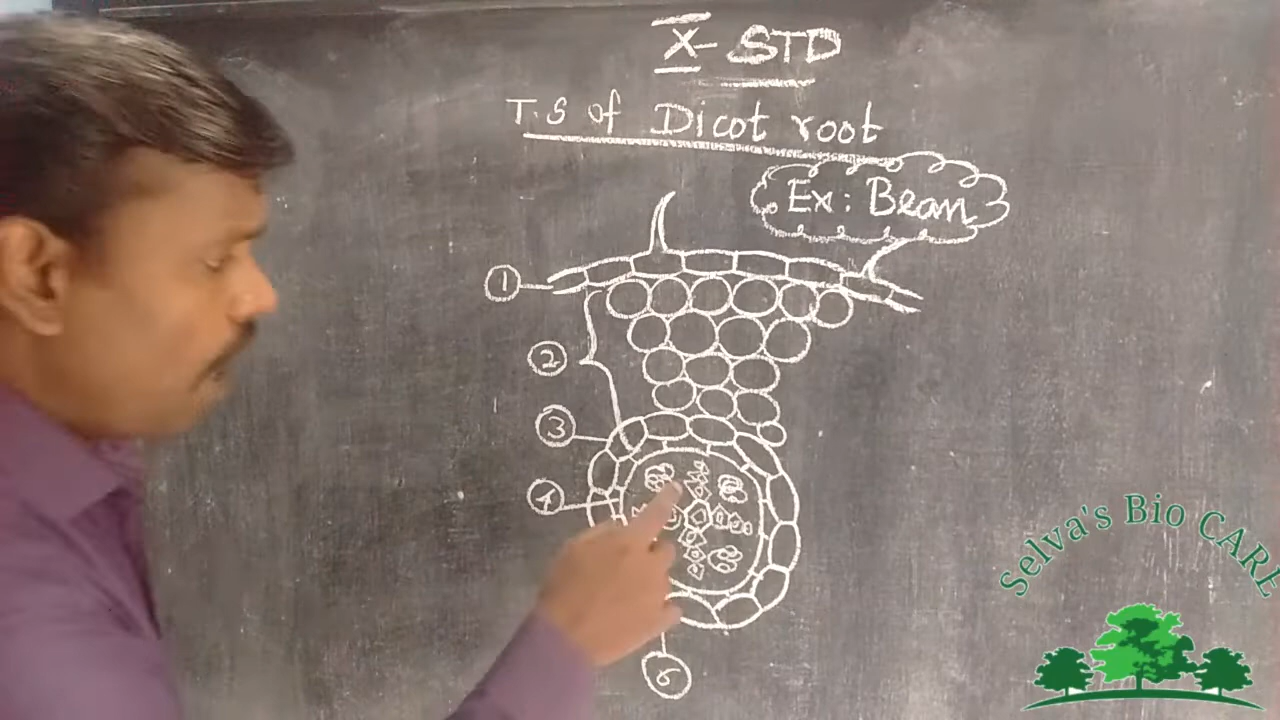 X- STD
T.S of Dicot root
Ex: Bean
1
2
3
4
6
Selva's Bio CARE